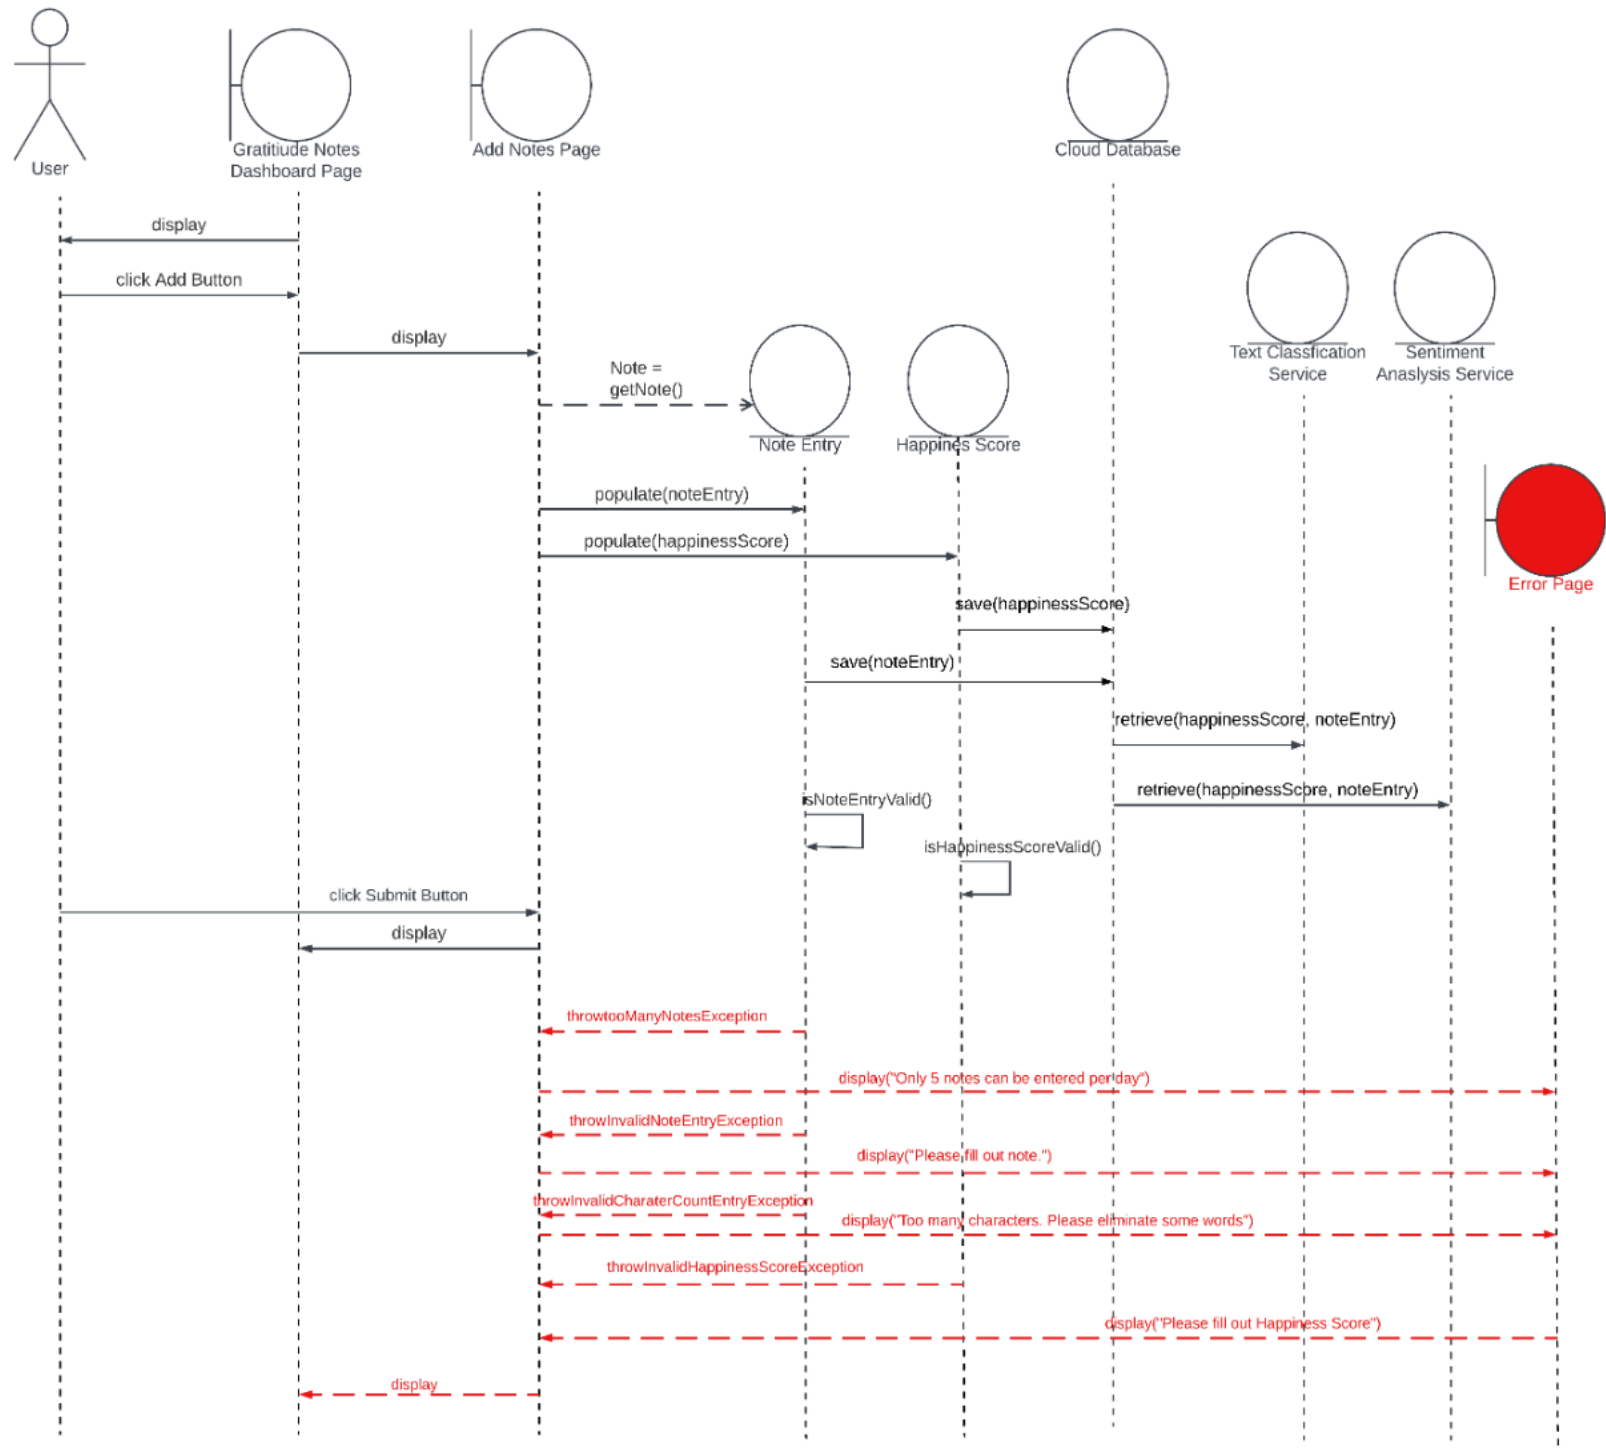 User
Gratitiude Notes
Dashboard Page
Add Notes Page
Cloud Database
display
click Add Button
display
Note =
getNote()
Note Entry
Happines Score
Text Classfication
Service
Sentiment
Anaslysis Service
populate(noteEntry)
populate(happinessScore)
Error Page
save(happinessScore)
save(noteEntry)
retrieve(happinessScore, noteEntry)
retrieve(happinessScore, noteEntry)
isNoteEntryValid()
isHappinessScoreValid()
click Submit Button
display
throwtooManyNotesException
display("Only 5 notes can be entered per day")
throwInvalidNoteEntryException
display("Please fill out note.")
throwInvalidCharaterCountEntryException
display("Too many characters. Please eliminate some words")
throwInvalidHappinessScoreException
display("Please fill out Happiness Score")
display